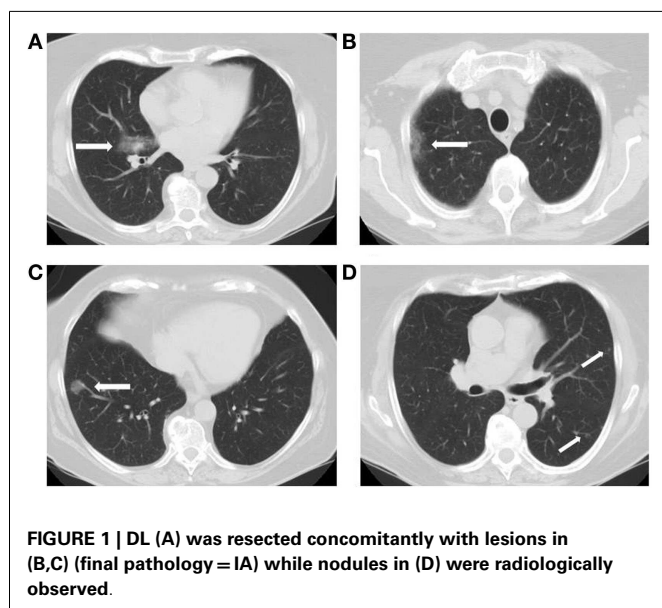 A
B
C
D
FIGURE 1 | DL (A) was resected concomitantly with lesions in
(B,C) (final pathology = IA) while nodules in (D) were radiologically
observed.